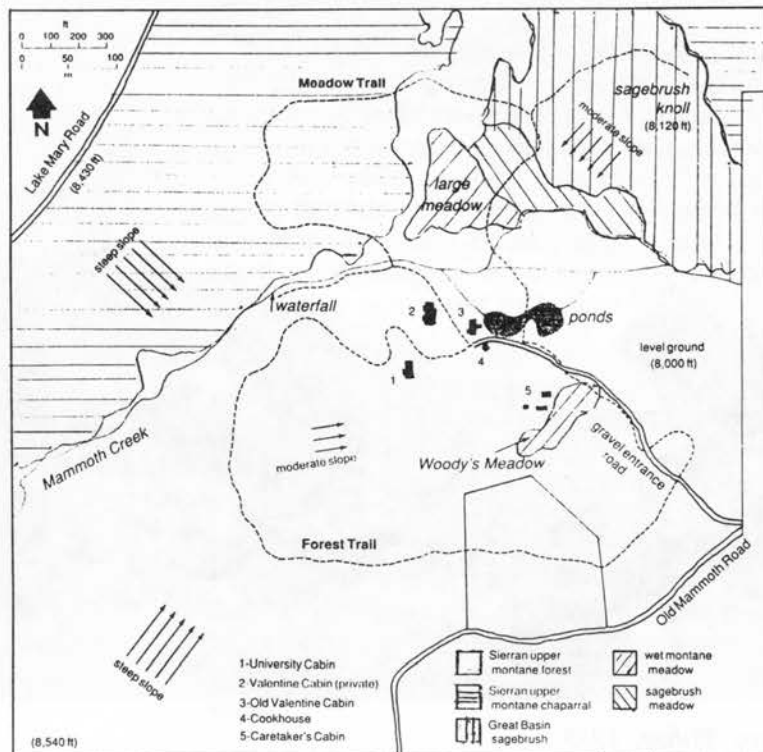 ft
0 100 200 300
0 50 100
m
N
Lake Mary Road
(8,430 ft)
Meadow Trail
sagebrush
knoll
(8,120 ft)
moderate slope
large
meadow
steep slope
waterfall
2
3
ponds
4
1
level ground
(8,000 ft)
5
Mammoth Creek
moderate slope
Woody's Meadow
gravel entrance
road
Forest Trail
Old Mammoth Road
steep slope
(8,540 ft)
1-University Cabin
2-Valentine Cabin (private)
3-Old Valentine Cabin
4-Cookhouse
5-Caretaker's Cabin
Sierran upper
montane forest
Sierran upper
montane chaparral
Great Basin
sagebrush
wet montane
meadow
sagebrush
meadow